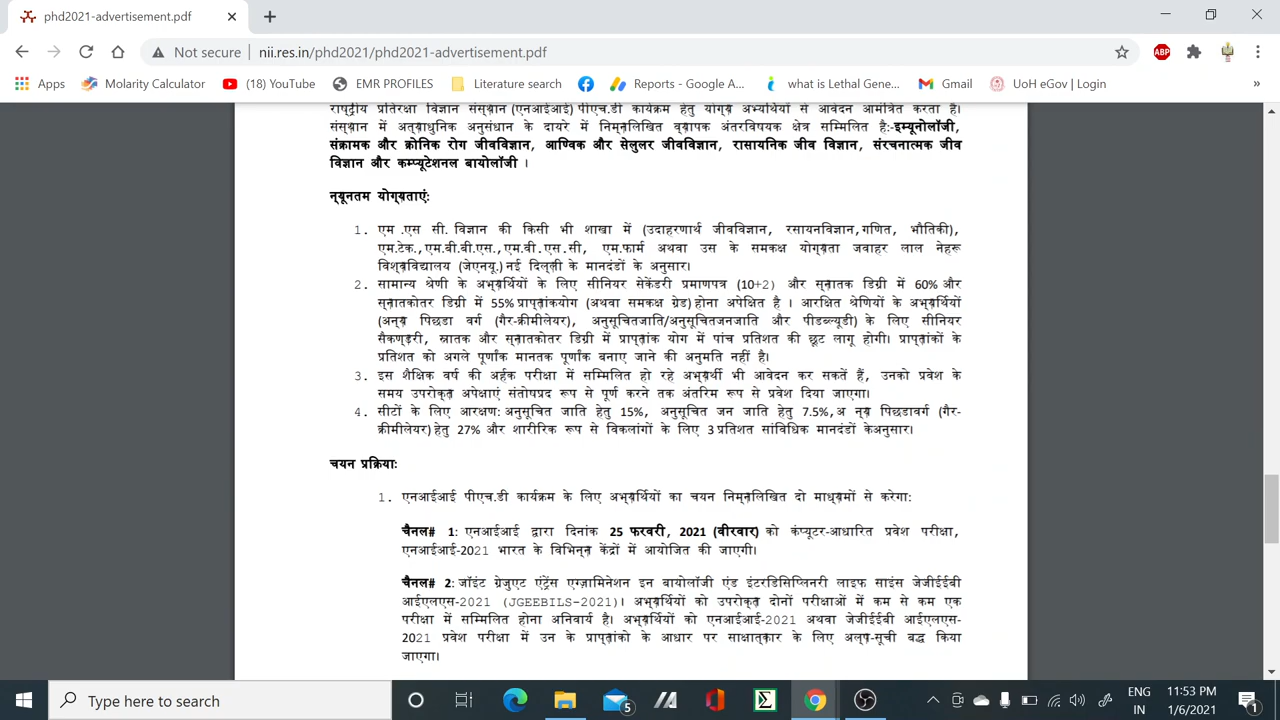 phd2021-advertisement.pdf
Not secure nii.res.in/phd2021/phd2021-advertisement.pdf
Apps Molarity Calculator (18) YouTube EMR PROFILES Literature search Reports - Google A... what is Lethal Gene... Gmail UoH eGov | Login »
राष्ट्रीय प्रतिरक्षा विज्ञान संस्थान (एनआईआई) पीएच.डी कार्यक्रम हेतु योग्य अभ्यर्थियों से आवेदन आमंत्रित करता है।
संस्थान में अत्याधुनिक अनुसंधान के दायरे में निम्नलिखित व्यापक अंतरविषयक क्षेत्र सम्मिलित है:-इम्यूनोलॉजी,
संक्रामक और क्रोनिक रोग जीवविज्ञान, आण्विक और सेलुलर जीवविज्ञान, रासायनिक जीव विज्ञान, संरचनात्मक जीव
विज्ञान और कम्प्यूटेशनल बायोलॉजी ।
न्यूनतम योग्यताएं:
1. एम .एस सी. विज्ञान की किसी भी शाखा में (उदाहरणार्थ जीवविज्ञान, रसायनविज्ञान,गणित, भौतिकी),
एम.टेक.,एम.बी.बी.एस.,एम.वी.एस.सी, एम.फार्म अथवा उस के समकक्ष योग्यता जवाहर लाल नेहरू
विश्वविद्यालय (जेएनयू.) नई दिल्ली के मानदंडों के अनुसार।
2. सामान्य श्रेणी के अभ्यर्थियों के लिए सीनियर सेकेंडरी प्रमाणपत्र (10+2) और स्नातक डिग्री में 60% और
स्नातकोतर डिग्री में 55% प्राप्तांकयोग (अथवा समकक्ष ग्रेड) होना अपेक्षित है । आरक्षित श्रेणियों के अभ्यर्थियों
(अन्य पिछडा वर्ग (गैर-क्रीमीलेयर), अनुसूचितजाति/अनुसूचितजनजाति और पीडब्ल्यूडी) के लिए सीनियर
सैकण्डरी, स्नातक और स्नातकोतर डिग्री में प्राप्तांक योग में पांच प्रतिशत की छूट लागू होगी। प्राप्तांकों के
प्रतिशत को अगले पूर्णांक मानतक पूर्णांक बनाए जाने की अनुमति नहीं है।
3. इस शैक्षिक वर्ष की अर्हक परीक्षा में सम्मिलित हो रहे अभ्यर्थी भी आवेदन कर सकतें हैं, उनको प्रवेश के
समय उपरोक्त अपेक्षाएं संतोषप्रद रूप से पूर्ण करने तक अंतरिम रूप से प्रवेश दिया जाएगा।
4. सीटों के लिए आरक्षण: अनुसूचित जाति हेतु 15%, अनुसूचित जन जाति हेतु 7.5%,अ न्य पिछडावर्ग (गैर-
क्रीमीलेयर) हेतु 27% और शारीरिक रूप से विकलांगों के लिए 3 प्रतिशत सांविधिक मानदंडों केअनुसार।
चयन प्रक्रिया:
1. एनआईआई पीएच.डी कार्यक्रम के लिए अभ्यर्थियों का चयन निम्नलिखित दो माध्यमों से करेगा:
चैनल# 1: एनआईआई द्वारा दिनांक 25 फरवरी, 2021 (वीरवार) को कंप्यूटर-आधारित प्रवेश परीक्षा,
एनआईआई-2021 भारत के विभिन्न केंद्रों में आयोजित की जाएगी।
चैनल# 2: जॉइंट ग्रेजुएट एंट्रेंस एग्ज़ामिनेशन इन बायोलॉजी एंड इंटरडिसिप्लिनरी लाइफ साइंस जेजीईईबी
आईएलएस-2021 (JGEEBILS-2021)। अभ्यर्थियों को उपरोक्त दोनों परीक्षाओं में कम से कम एक
परीक्षा में सम्मिलित होना अनिवार्य है। अभ्यर्थियों को एनआईआई-2021 अथवा जेजीईईबी आईएलएस-
2021 प्रवेश परीक्षा में उन के प्राप्तांको के आधार पर साक्षात्कार के लिए अल्प-सूची बद्ध किया
जाएगा।
Type here to search 5 ENG 11:53 PM
IN 1/6/2021 1